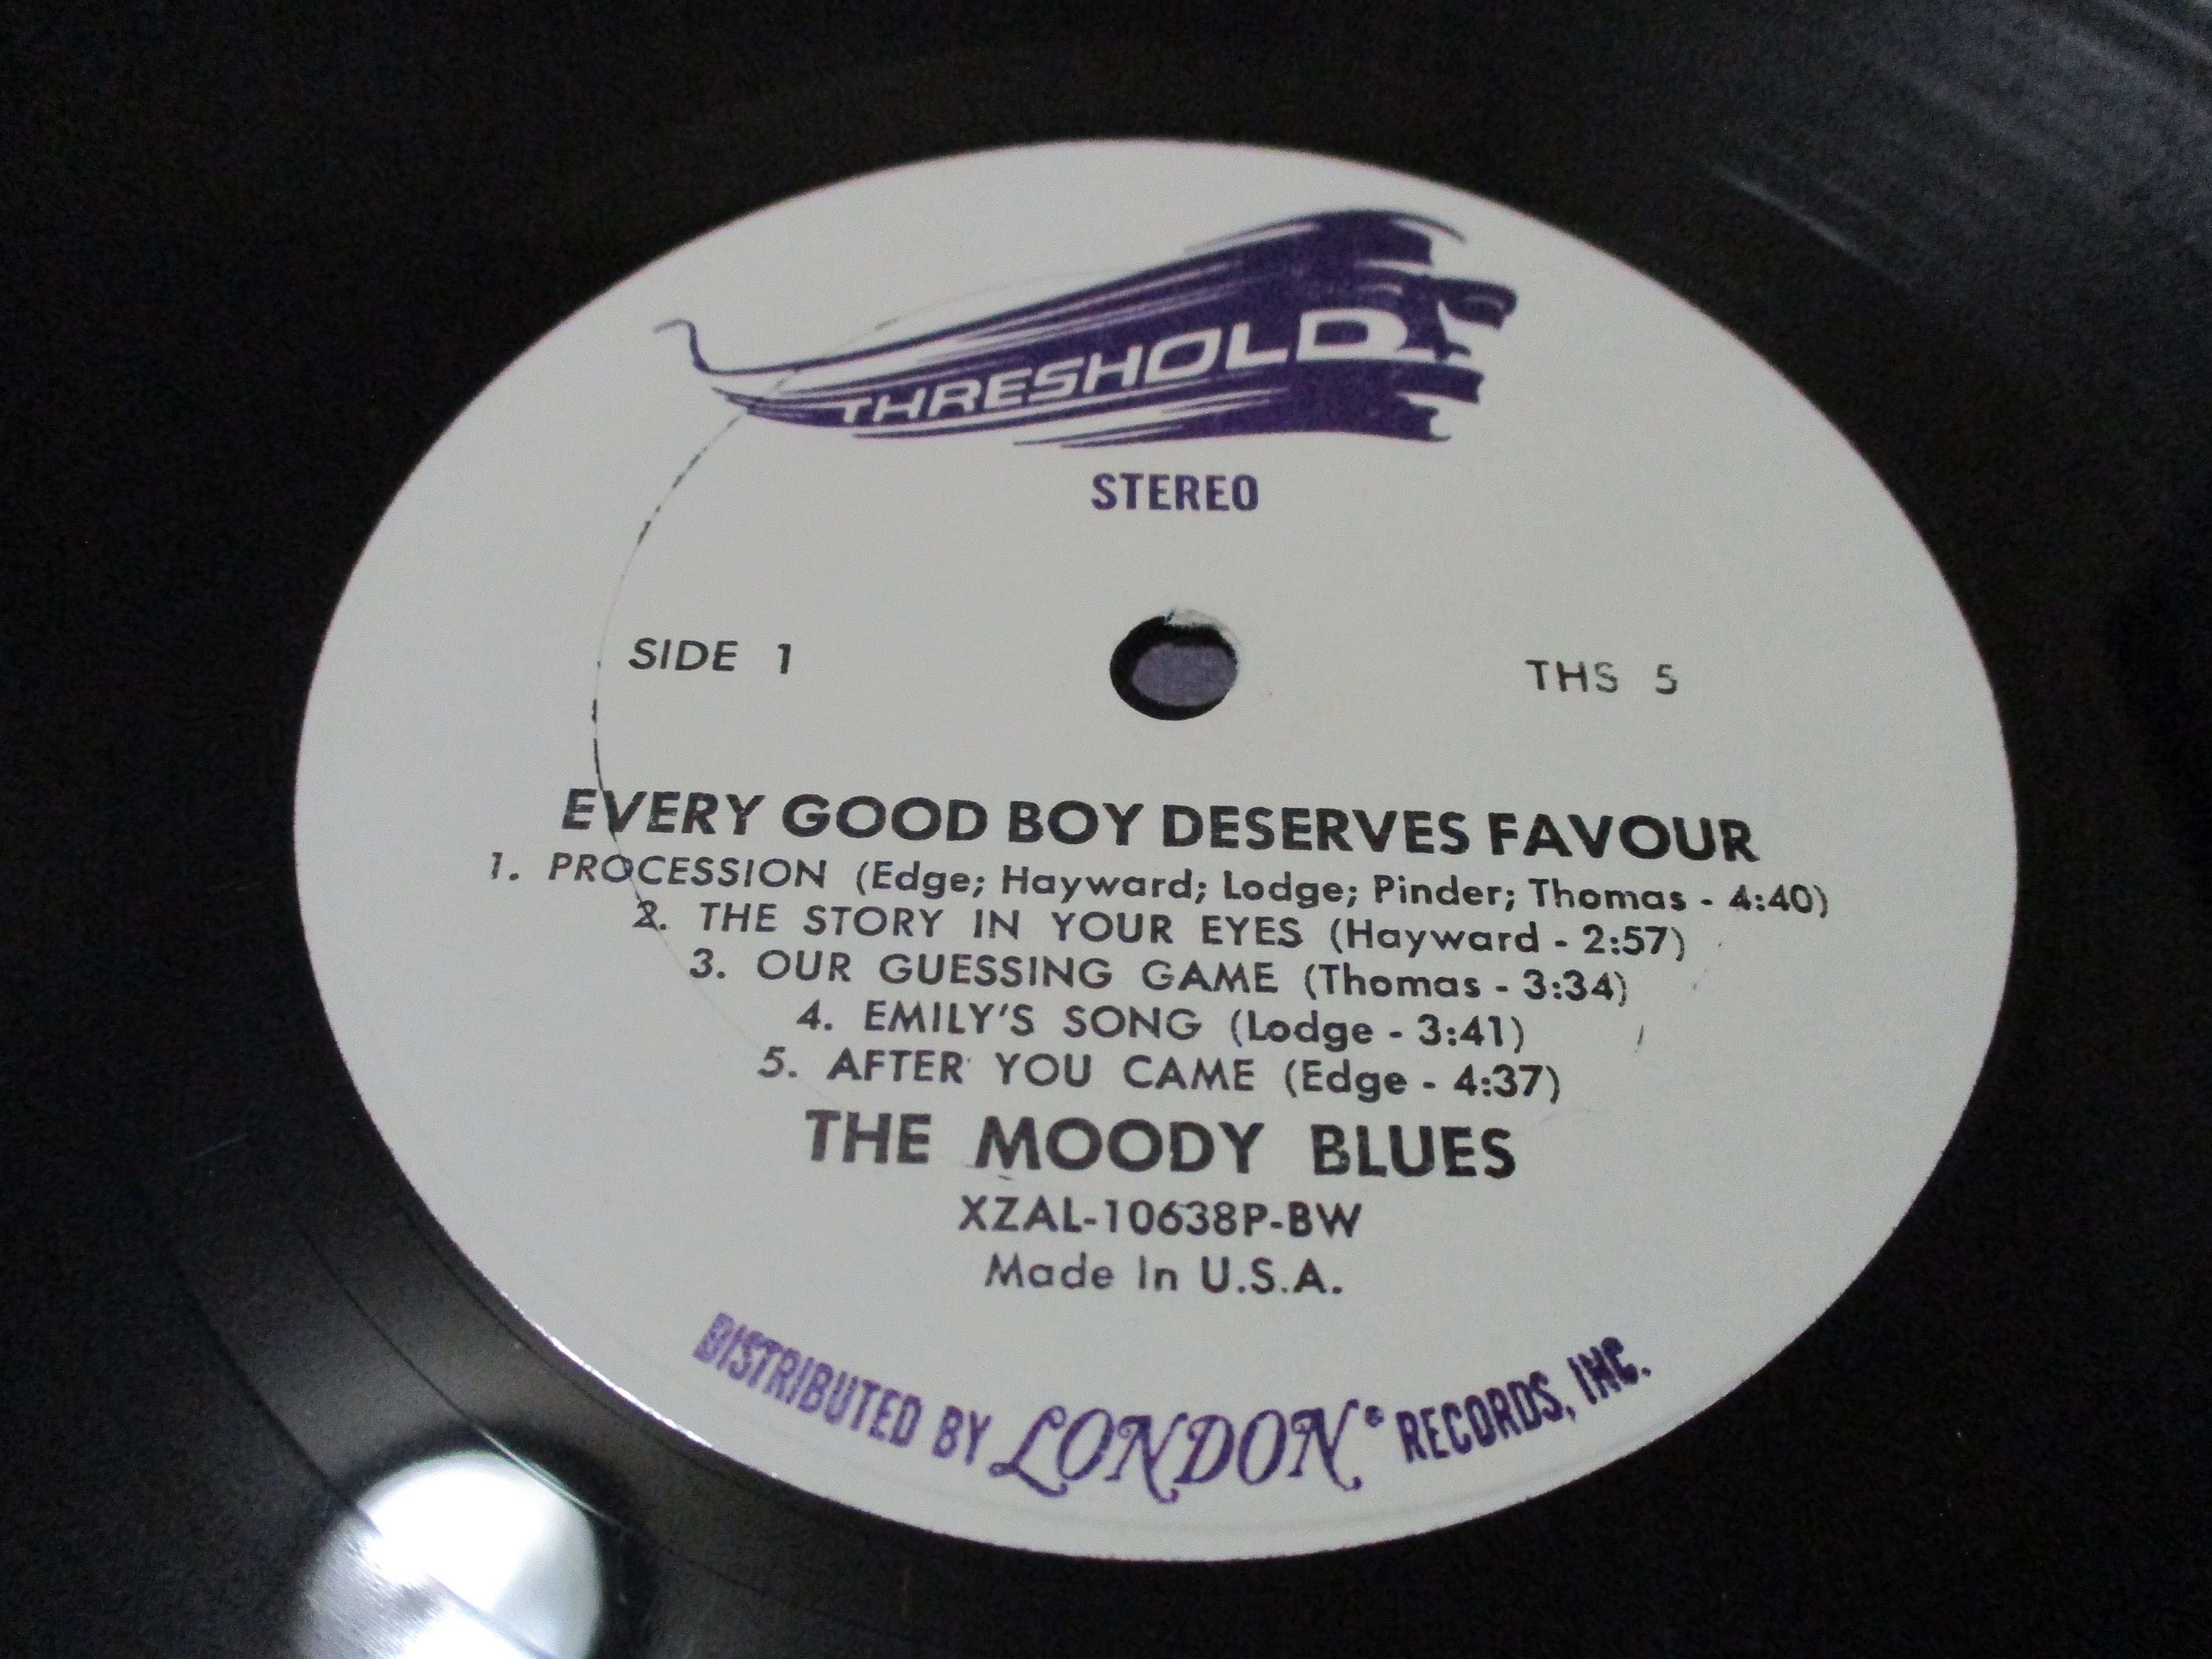 THRESHOLD
STEREO
SIDE 1
THS 5
EVERY GOOD BOY DESERVES FAVOUR
1. PROCESSION (Edge; Hayward; Lodge; Pinder; Thomas - 4:40)
2. THE STORY IN YOUR EYES (Hayward - 2:57)
3. OUR GUESSING GAME (Thomas - 3:34)
4. EMILY'S SONG (Lodge - 3:41)
5. AFTER YOU CAME (Edge - 4:37)
THE MOODY BLUES
XZAL-10638P-BW
Made In U.S.A.
DISTRIBUTED BY LONDON® RECORDS, INC.